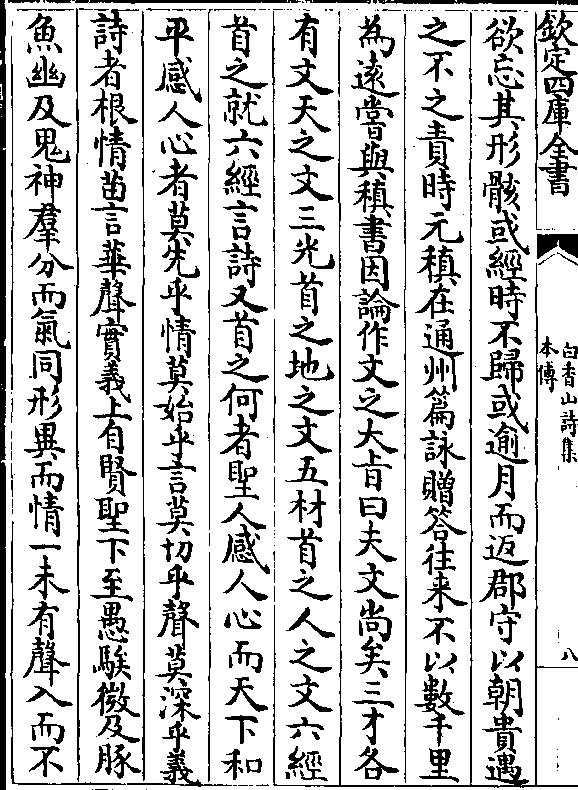 欽定四庫全書
白香山詩集
本傳
八
欲忘其形骸或經時不歸或逾月而返郡守以朝貴遇
之不之責時元稹在通州篇詠贈答往来不以數千里
為遠嘗與稹書因論作文之大㫖曰夫文尚矣三才各
有文天之文三光首之地之文五材首之人之文六經
首之就六經言詩又首之何者聖人感人心而天下和
平感人心者莫先乎情莫始乎言莫切乎聲莫深乎義
詩者根情苗言華聲實義上自賢聖下至愚騃微及豚
魚幽及鬼神羣分而氣同形異而情一未有聲入而不